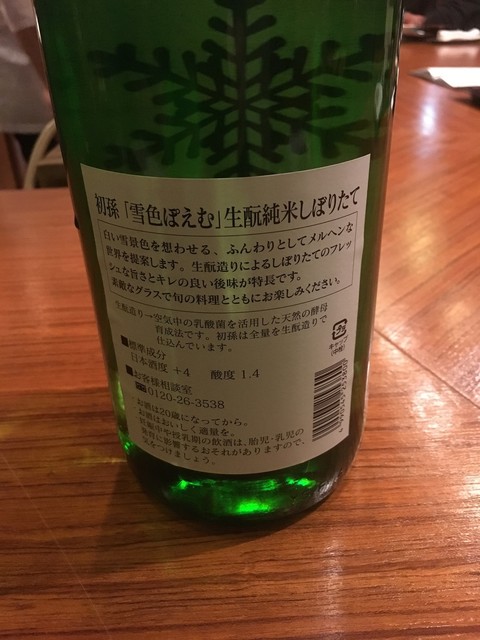 初孫「雪色ぽえむ」生酛純米しぼりたて
白い雪景色を想わせる、ふんわりとしてメルヘンな
世界を提案します。生酛造りによるしぼりたてのフレッ
シュな旨さとキレの良い後味が特長です。
素敵なグラスで旬の料理とともにお楽しみください。
生酛造り→空気中の乳酸菌を活用した天然の酵母
育成法です。初孫は全量を生酛造りで
仕込んでいます。
■標準成分
日本酒度 +4 酸度 1.4
■お客様相談室
0120-26-3538
お酒は20歳になってから。
お酒はおいしく適量を。
妊娠中や授乳期の飲酒は、胎児・乳児の
発育に影響するおそれがありますので、
気をつけましょう。
キャップ
(中栓)